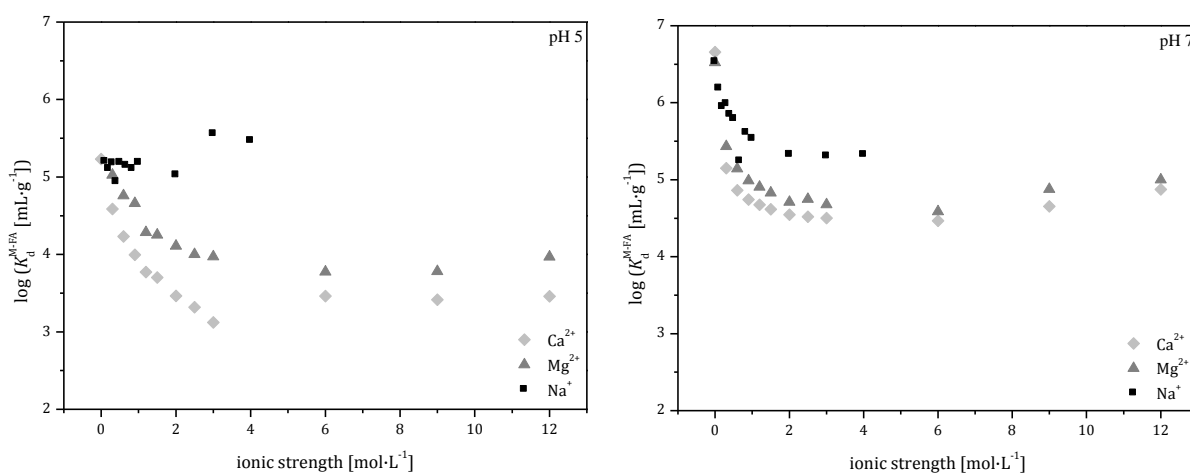 7
6
5
4
3
2
log (K_d^M-FA [mL·g⁻¹])
pH 5
Ca²⁺
Mg²⁺
Na⁺
0 2 4 6 8 10 12
ionic strength [mol·L⁻¹]
7
6
5
4
3
2
log (K_d^M-FA [mL·g⁻¹])
pH 7
Ca²⁺
Mg²⁺
Na⁺
0 2 4 6 8 10 12
ionic strength [mol·L⁻¹]